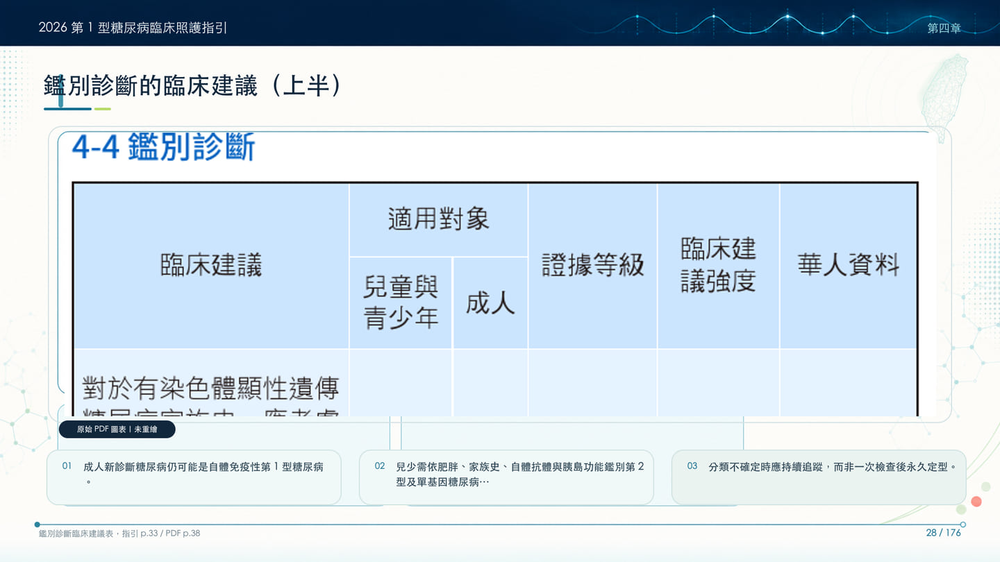 2026 第 1 型糖尿病臨床照護指引
第四章
鑑別診斷的臨床建議（上半）
4-4 鑑別診斷
臨床建議
適用對象
兒童與
青少年
成人
證據等級
臨床建
議強度
華人資料
對於有染色體顯性遺傳
原始 PDF 圖表｜未重繪
01 成人新診斷糖尿病仍可能是自體免疫性第 1 型糖尿病
。
02 兒少需依肥胖、家族史、自體抗體與胰島功能鑑別第 2
型及單基因糖尿病…
03 分類不確定時應持續追蹤，而非一次檢查後永久定型。
鑑別診斷臨床建議表，指引 p.33 / PDF p.38
28 / 176